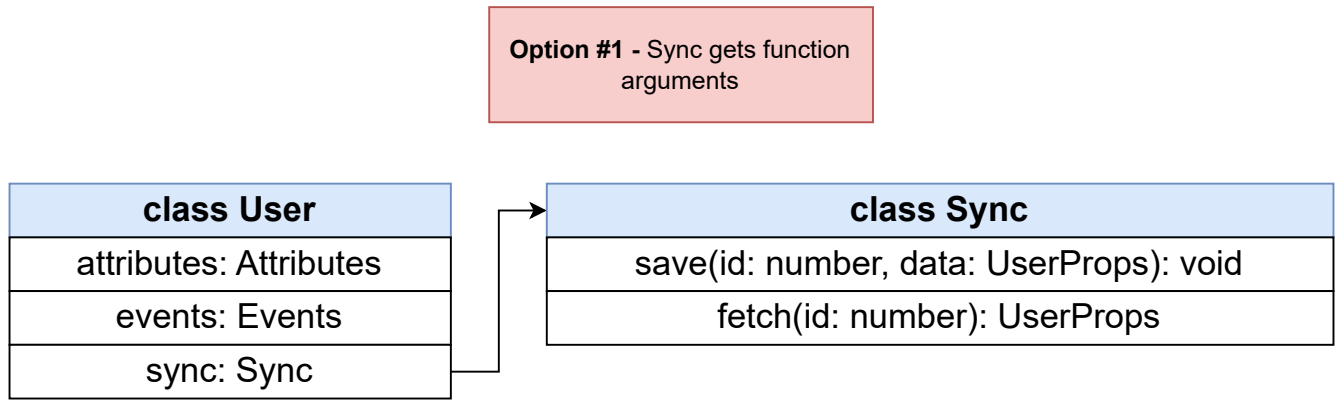 Option #1 - Sync gets function
arguments
class User
attributes: Attributes
events: Events
sync: Sync
class Sync
save(id: number, data: UserProps): void
fetch(id: number): UserProps